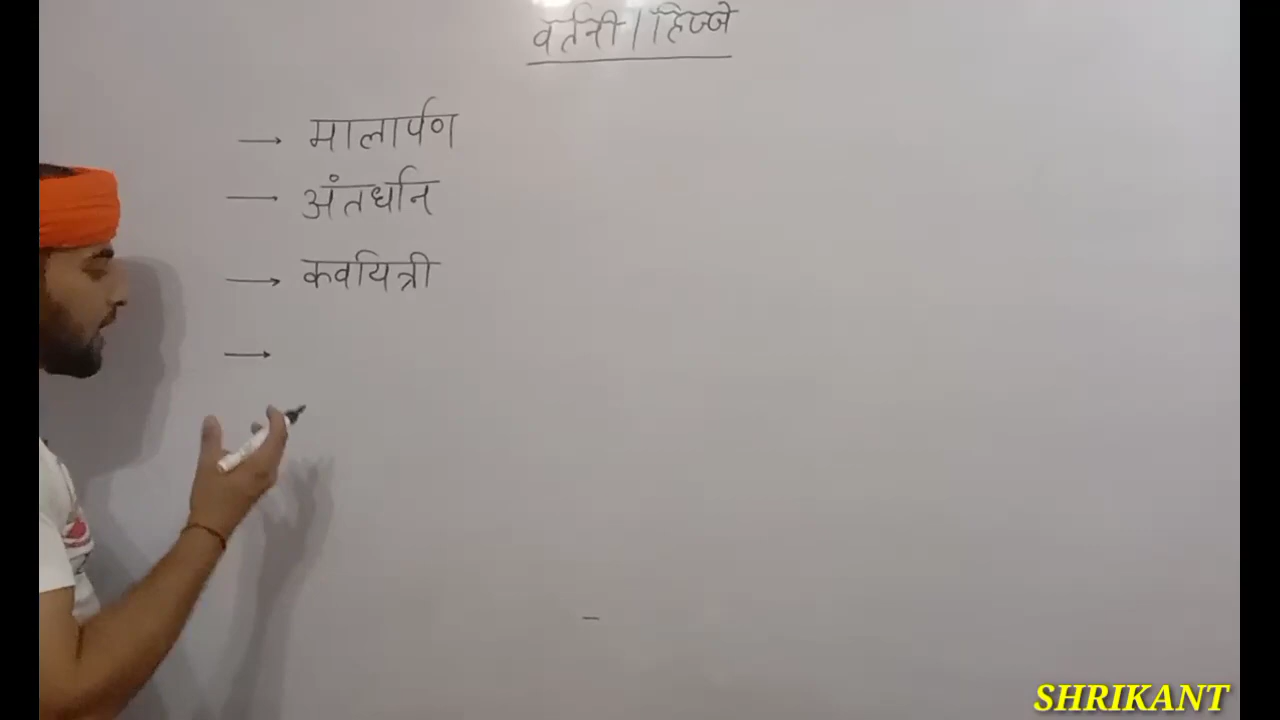 वर्तनी / हिज्जे
→ मालार्पण
→ अंतर्धान
→ कवयित्री
→
SHRIKANT